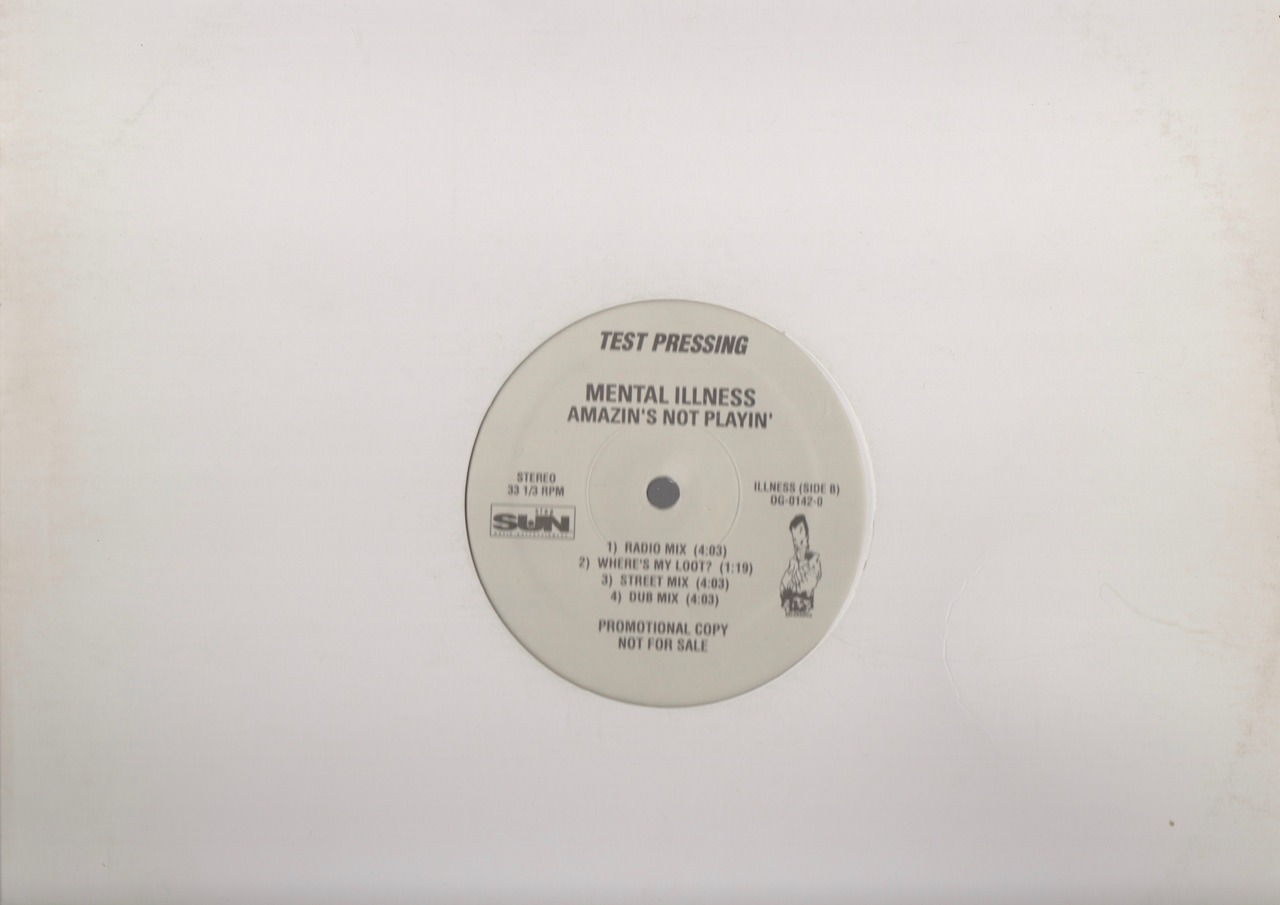 TEST PRESSING
MENTAL ILLNESS
AMAZIN'S NOT PLAYIN'
STEREO
33 1/3 RPM
ILLNESS (SIDE B)
OG-0142-0
STAR
SUN
1) RADIO MIX (4:03)
2) WHERE'S MY LOOT? (1:19)
3) STREET MIX (4:03)
4) DUB MIX (4:03)
PROMOTIONAL COPY
NOT FOR SALE